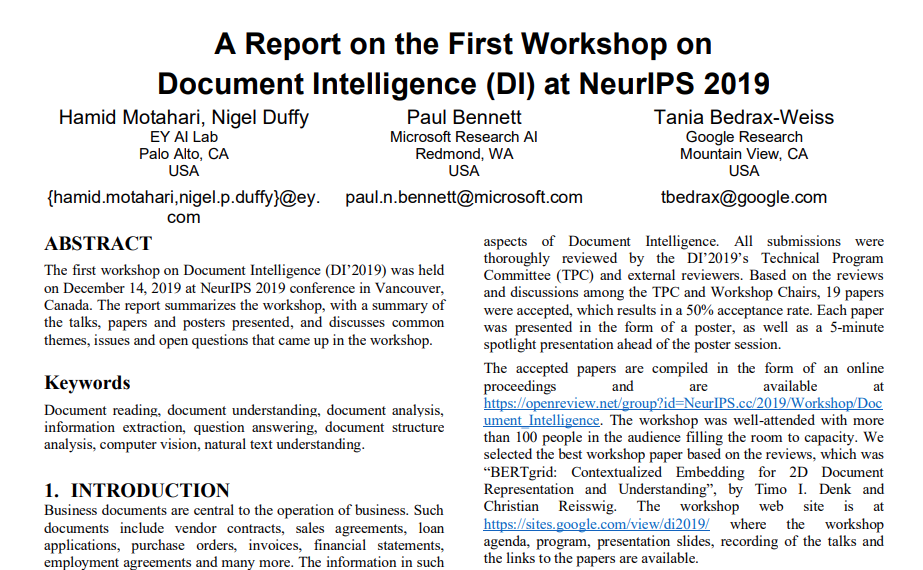 A Report on the First Workshop on
Document Intelligence (DI) at NeurIPS 2019
Hamid Motahari, Nigel Duffy
EY AI Lab
Palo Alto, CA
USA
{hamid.motahari,nigel.p.duffy}@ey.
com
Paul Bennett
Microsoft Research AI
Redmond, WA
USA
paul.n.bennett@microsoft.com
Tania Bedrax-Weiss
Google Research
Mountain View, CA
USA
tbedrax@google.com
ABSTRACT
The first workshop on Document Intelligence (DI’2019) was held
on December 14, 2019 at NeurIPS 2019 conference in Vancouver,
Canada. The report summarizes the workshop, with a summary of
the talks, papers and posters presented, and discusses common
themes, issues and open questions that came up in the workshop.
Keywords
Document reading, document understanding, document analysis,
information extraction, question answering, document structure
analysis, computer vision, natural text understanding.
1. INTRODUCTION
Business documents are central to the operation of business. Such
documents include vendor contracts, sales agreements, loan
applications, purchase orders, invoices, financial statements,
employment agreements and many more. The information in such
aspects of Document Intelligence. All submissions were
thoroughly reviewed by the DI’2019’s Technical Program
Committee (TPC) and external reviewers. Based on the reviews
and discussions among the TPC and Workshop Chairs, 19 papers
were accepted, which results in a 50% acceptance rate. Each paper
was presented in the form of a poster, as well as a 5-minute
spotlight presentation ahead of the poster session.
The accepted papers are compiled in the form of an online
proceedings and are available at
https://openreview.net/group?id=NeurIPS.cc/2019/Workshop/Doc
ument_Intelligence. The workshop was well-attended with more
than 100 people in the audience filling the room to capacity. We
selected the best workshop paper based on the reviews, which was
“BERTgrid: Contextualized Embedding for 2D Document
Representation and Understanding”, by Timo I. Denk and
Christian Reisswig. The workshop web site is at
https://sites.google.com/view/di2019/ where the workshop
agenda, program, presentation slides, recording of the talks and
the links to the papers are available.